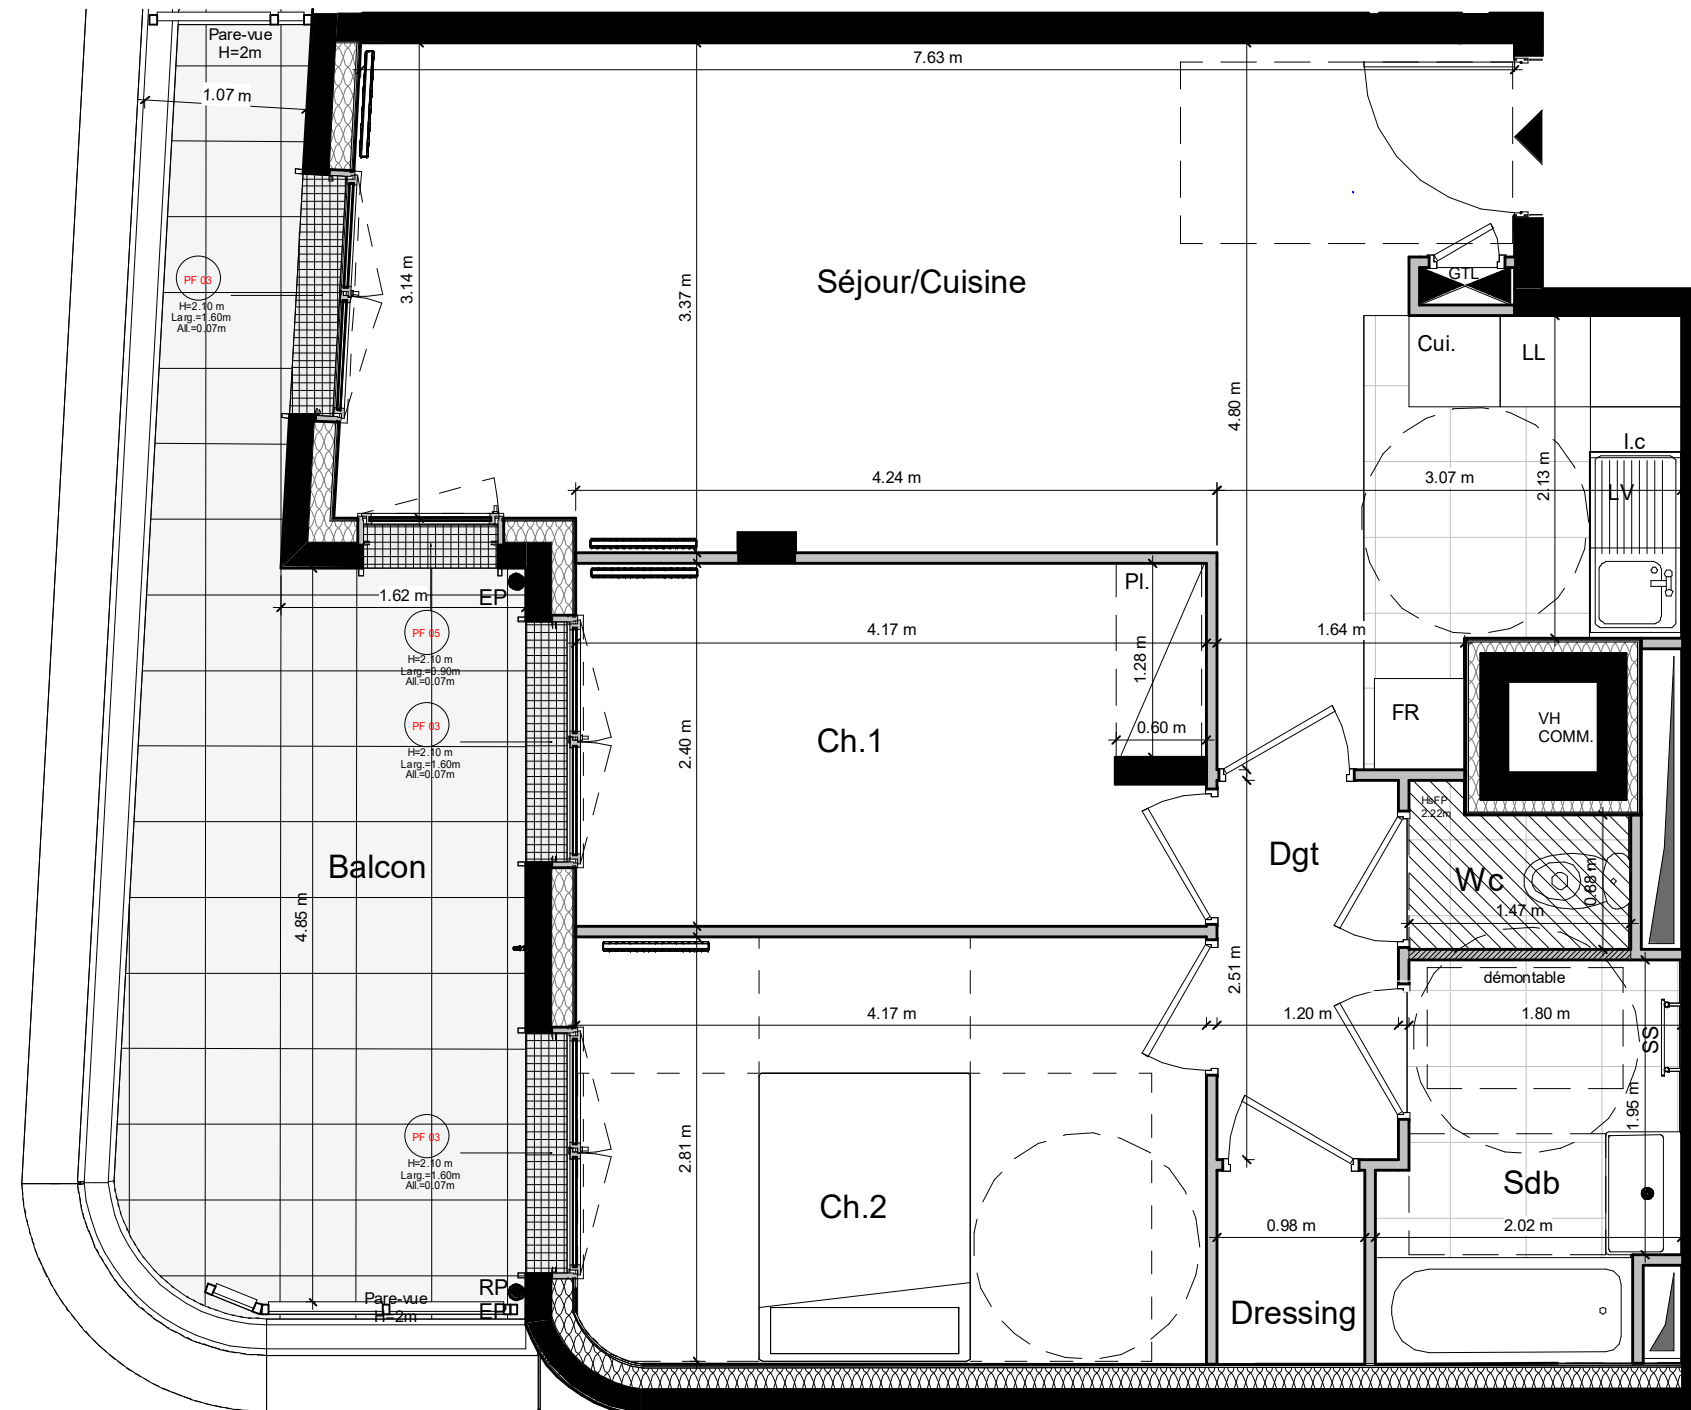 Pare-vue
H=2m
7.63 m
1.07 m
3.14 m
3.37 m
Séjour/Cuisine
GTL
PF 03
H=2.10 m
Larg.=1.60m
All.=0.07m
Cui.
LL
4.80 m
I.c
4.24 m
3.07 m
2.13 m
LV
1.62 m
EP
Pl.
PF 05
H=2.10 m
Larg.=0.90m
All.=0.07m
4.17 m
1.28 m
1.64 m
PF 03
H=2.10 m
Larg.=1.60m
All.=0.07m
2.40 m
Ch.1
0.60 m
FR
VH
COMM.
HsFP
2.22m
Balcon
4.85 m
Dgt
Wc
0.88 m
1.47 m
2.51 m
démontable
4.17 m
1.20 m
1.80 m
SS
1.95 m
PF 03
H=2.10 m
Larg.=1.60m
All.=0.07m
2.81 m
Ch.2
Sdb
0.98 m
2.02 m
RP
Pare-vue
H=2m
EP
Dressing